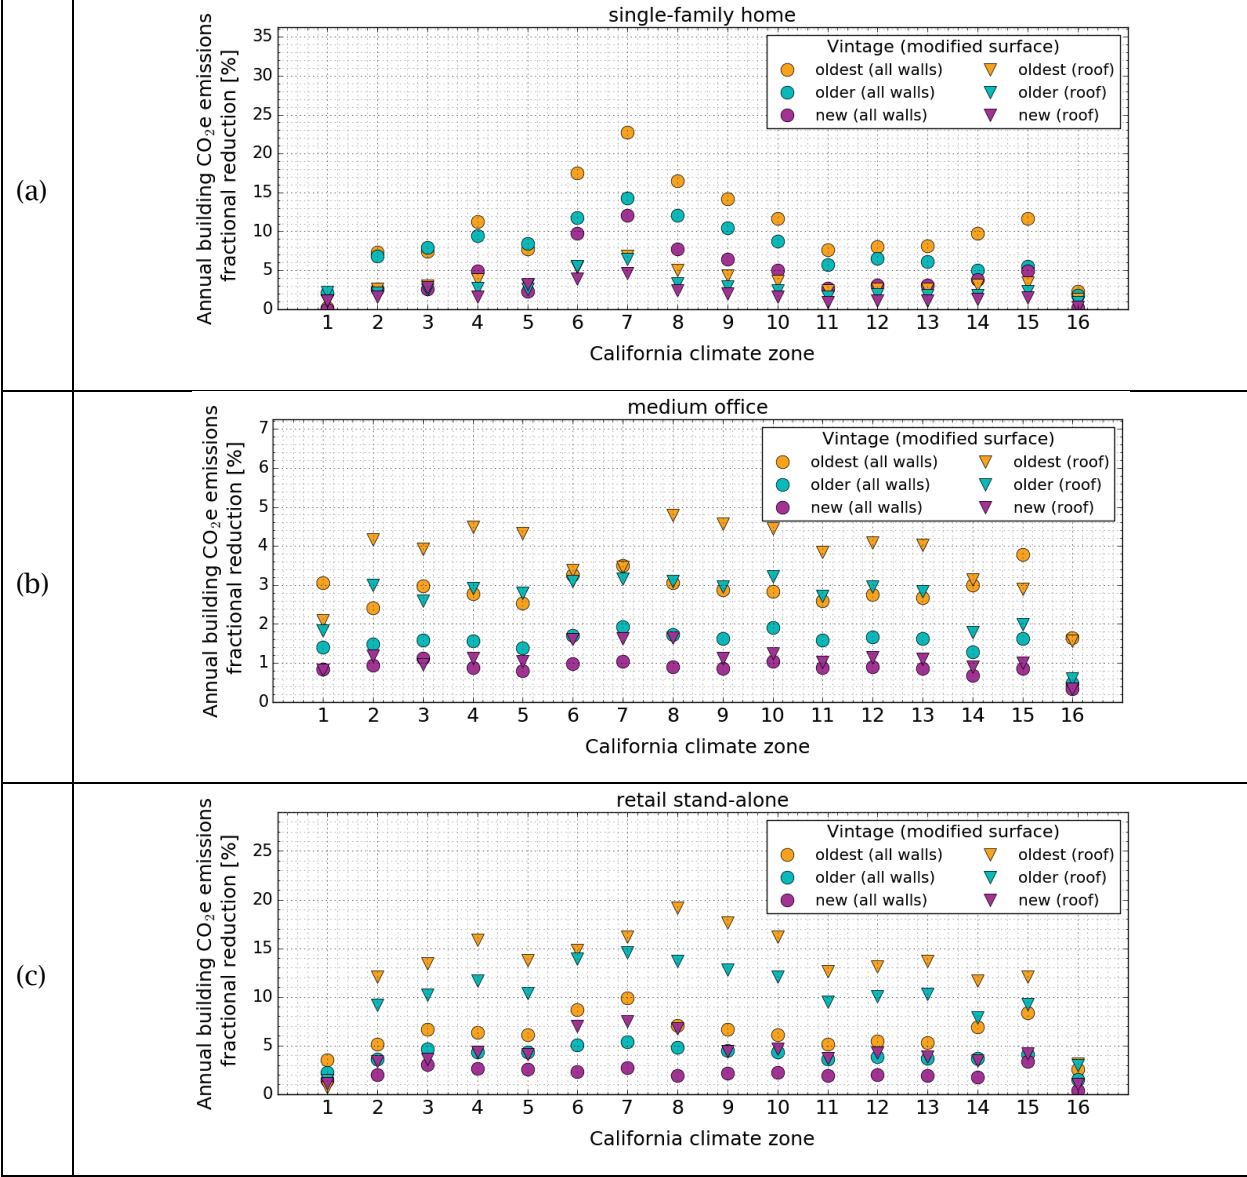 (a)
single-family home
Annual building CO₂e emissions
fractional reduction [%]
35
30
25
20
15
10
5
0
Vintage (modified surface)
oldest (all walls) oldest (roof)
older (all walls) older (roof)
new (all walls) new (roof)
1 2 3 4 5 6 7 8 9 10 11 12 13 14 15 16
California climate zone
(b)
medium office
Annual building CO₂e emissions
fractional reduction [%]
7
6
5
4
3
2
1
0
Vintage (modified surface)
oldest (all walls) oldest (roof)
older (all walls) older (roof)
new (all walls) new (roof)
1 2 3 4 5 6 7 8 9 10 11 12 13 14 15 16
California climate zone
(c)
retail stand-alone
Annual building CO₂e emissions
fractional reduction [%]
25
20
15
10
5
0
Vintage (modified surface)
oldest (all walls) oldest (roof)
older (all walls) older (roof)
new (all walls) new (roof)
1 2 3 4 5 6 7 8 9 10 11 12 13 14 15 16
California climate zone